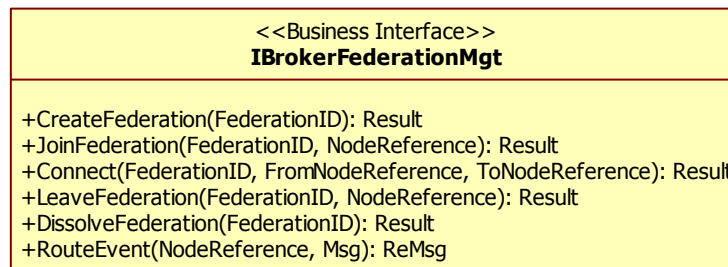 <<Business Interface>>
IBrokerFederationMgt
+CreateFederation(FederationID): Result
+JoinFederation(FederationID, NodeReference): Result
+Connect(FederationID, FromNodeReference, ToNodeReference): Result
+LeaveFederation(FederationID, NodeReference): Result
+DissolveFederation(FederationID): Result
+RouteEvent(NodeReference, Msg): ReMsg